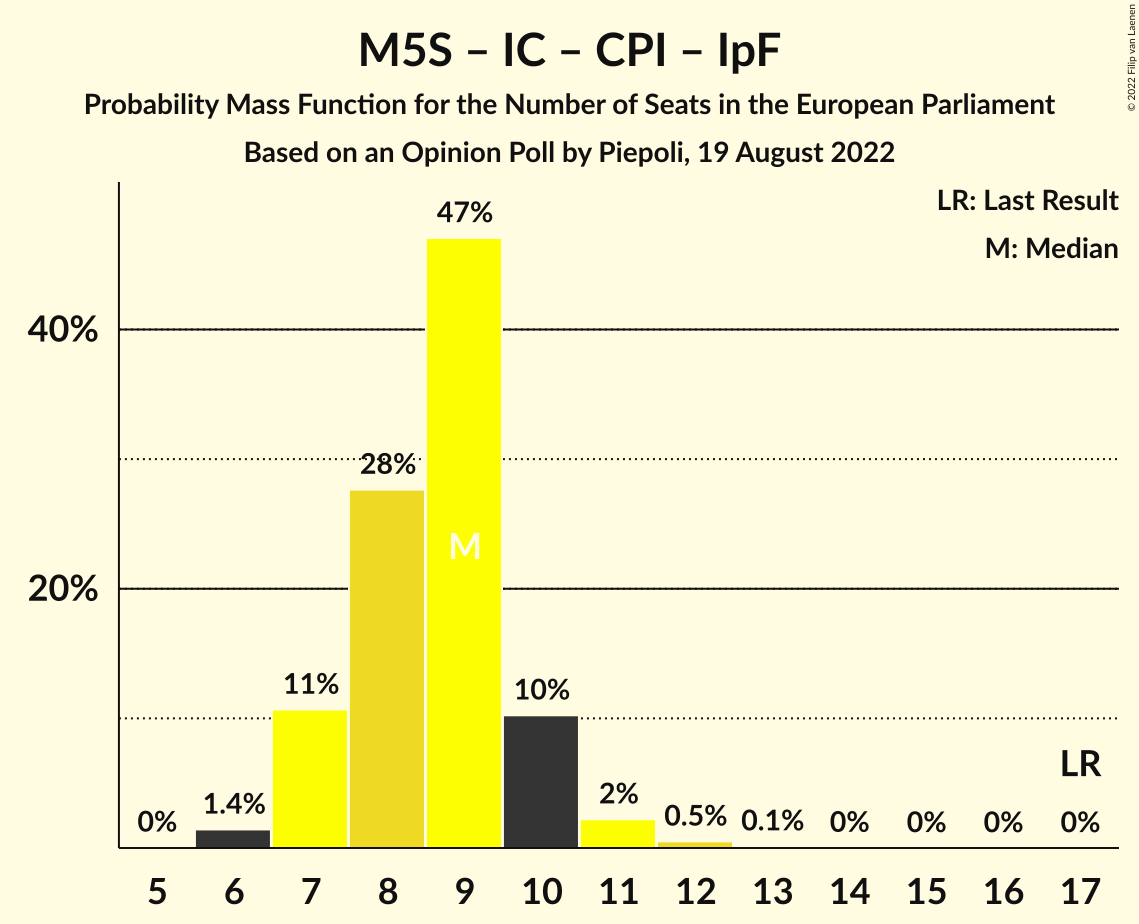 M5S – IC – CPI – IpF
Probability Mass Function for the Number of Seats in the European Parliament
Based on an Opinion Poll by Piepoli, 19 August 2022
© 2022 Filip van Laenen
LR: Last Result
M: Median
40%
20%
0%
1.4%
11%
28%
47%
M
10%
2%
0.5%
0.1%
0%
0%
0%
LR
0%
5 6 7 8 9 10 11 12 13 14 15 16 17